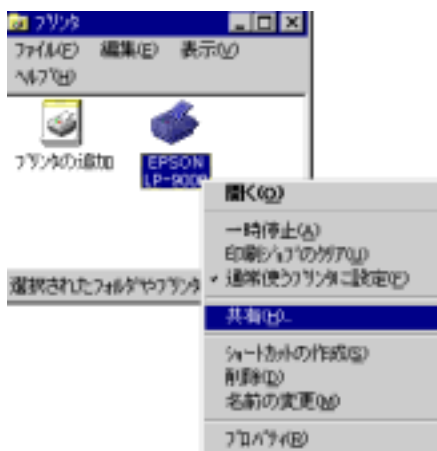 プリンタ
ファイル(F) 編集(E) 表示(V)
ヘルプ(H)
プリンタの追加
EPSON
LP-9000
開く(O)
一時停止(A)
印刷ジョブのクリア(U)
✓ 通常使うプリンタに設定(F)
選択されたフォルダやプリンタ
共有(H)...
ショートカットの作成(S)
削除(D)
名前の変更(M)
プロパティ(R)